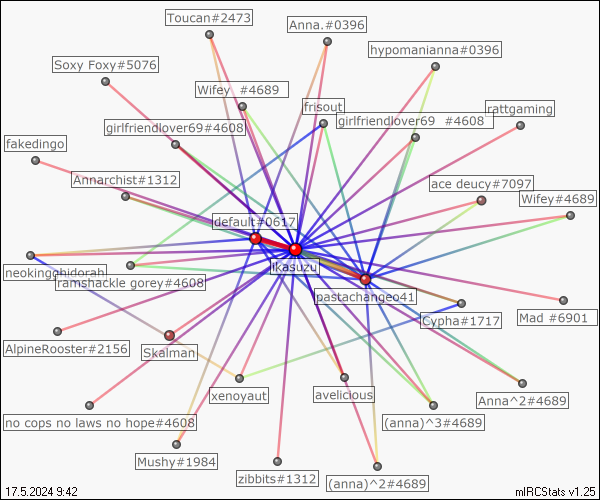 Toucan#2473
Anna.#0396
hypomanianna#0396
Soxy Foxy#5076
Wifey  #4689
frisout
rattgaming
girlfriendlover69#4608
girlfriendlover69  #4608
fakedingo
Annarchist#1312
ace deucy#7097
Wifey#4689
default#0617
ikasuzu
neokingghidorah
ramshackle gorey#4608
pastachangeo41
Cypha#1717
Mad #6901
AlpineRooster#2156
Skalman
xenoyaut
avelicious
Anna^2#4689
no cops no laws no hope#4608
(anna)^3#4689
Mushy#1984
zibbits#1312
(anna)^2#4689
17.5.2024 9:42
mIRCStats v1.25